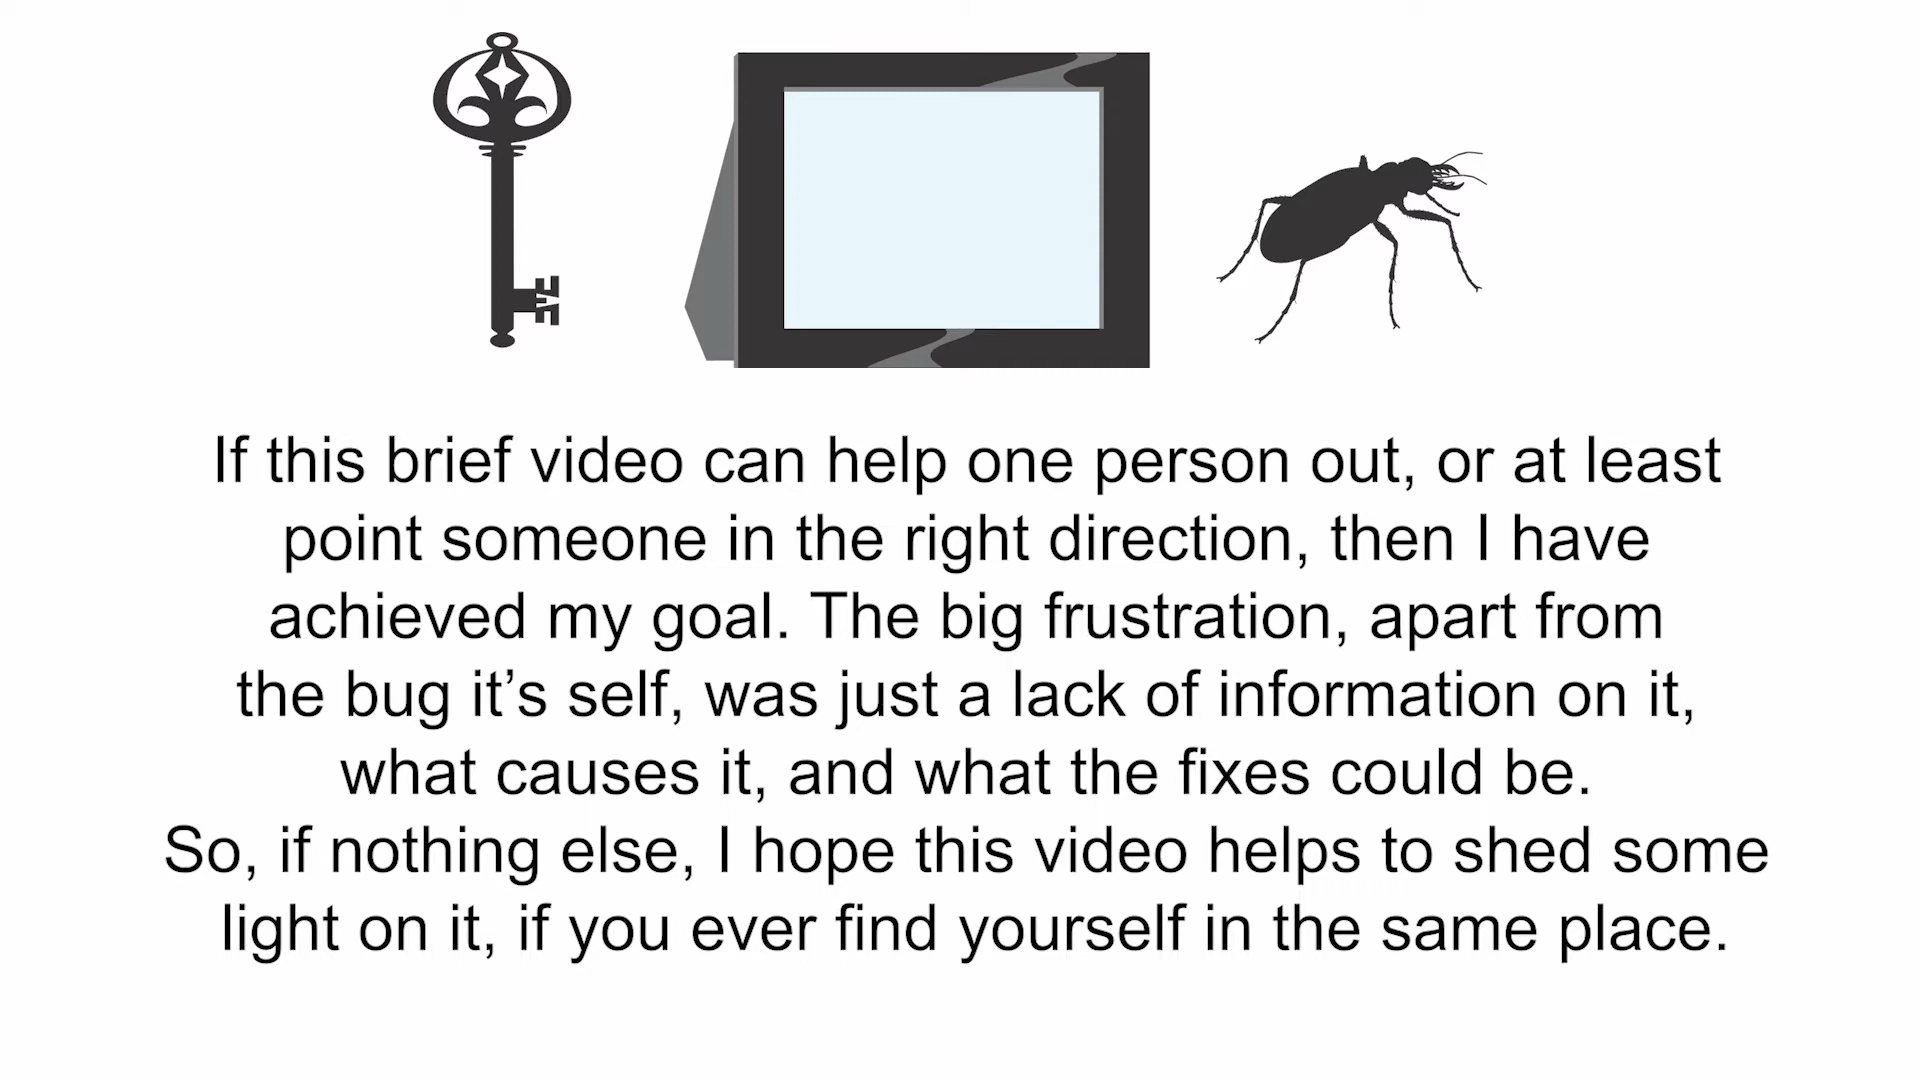 If this brief video can help one person out, or at least
point someone in the right direction, then I have
achieved my goal. The big frustration, apart from
the bug it’s self, was just a lack of information on it,
what causes it, and what the fixes could be.
So, if nothing else, I hope this video helps to shed some
light on it, if you ever find yourself in the same place.